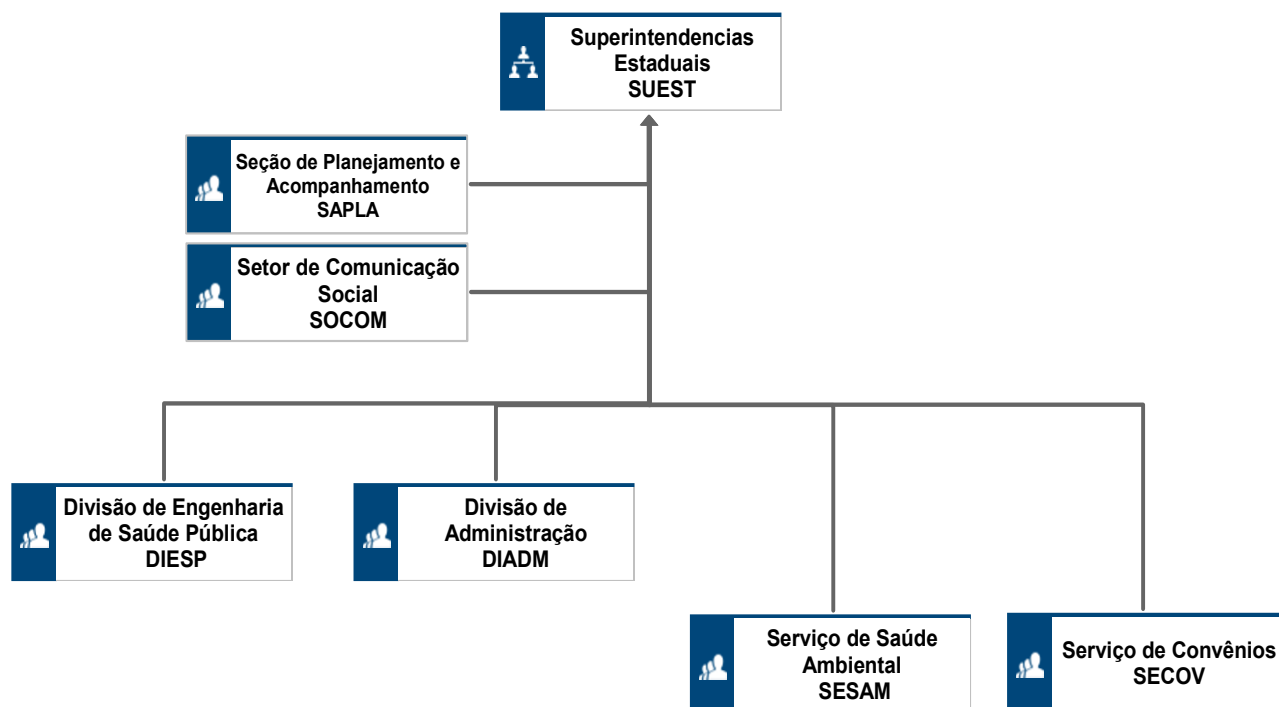 Superintendencias
Estaduais
SUEST
Seção de Planejamento e
Acompanhamento
SAPLA
Setor de Comunicação
Social
SOCOM
Divisão de Engenharia
de Saúde Pública
DIESP
Divisão de
Administração
DIADM
Serviço de Saúde
Ambiental
SESAM
Serviço de Convênios
SECOV